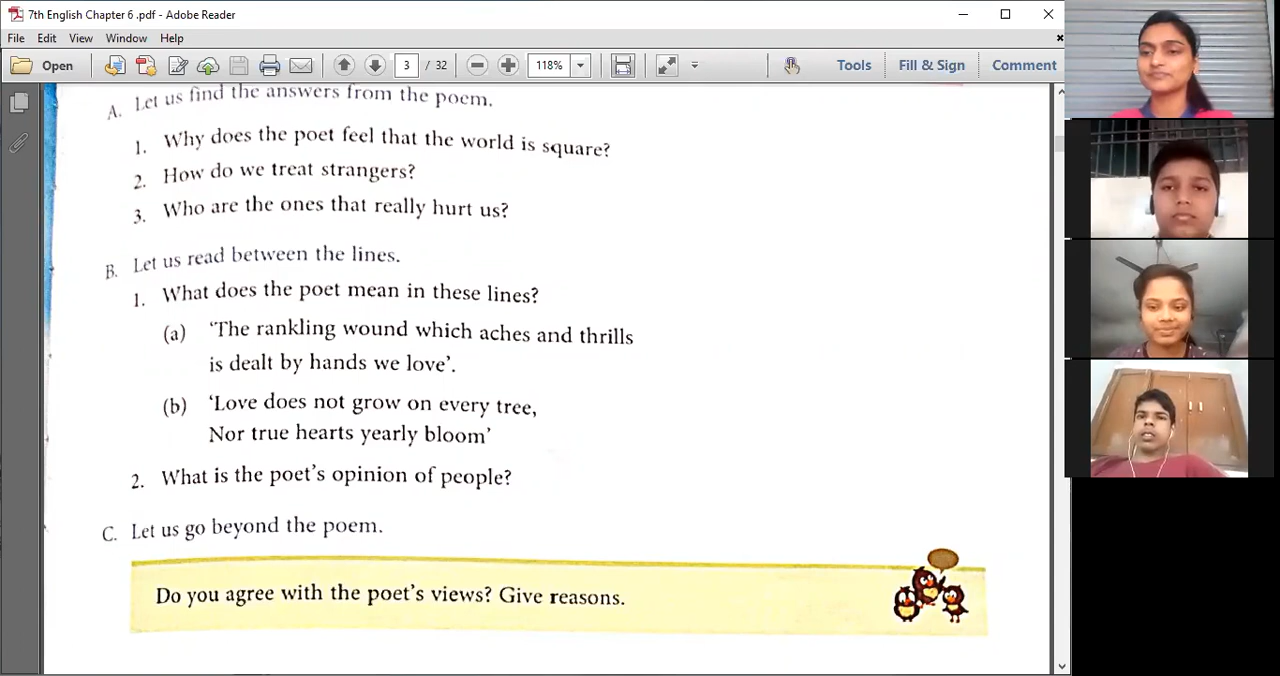 7th English Chapter 6 .pdf - Adobe Reader
File Edit View Window Help
Open 3 / 32 118% Tools Fill & Sign Comment
A. Let us find the answers from the poem.
1. Why does the poet feel that the world is square?
2. How do we treat strangers?
3. Who are the ones that really hurt us?
B. Let us read between the lines.
1. What does the poet mean in these lines?
(a) 'The rankling wound which aches and thrills
is dealt by hands we love'.
(b) 'Love does not grow on every tree,
Nor true hearts yearly bloom'
2. What is the poet's opinion of people?
C. Let us go beyond the poem.
Do you agree with the poet's views? Give reasons.